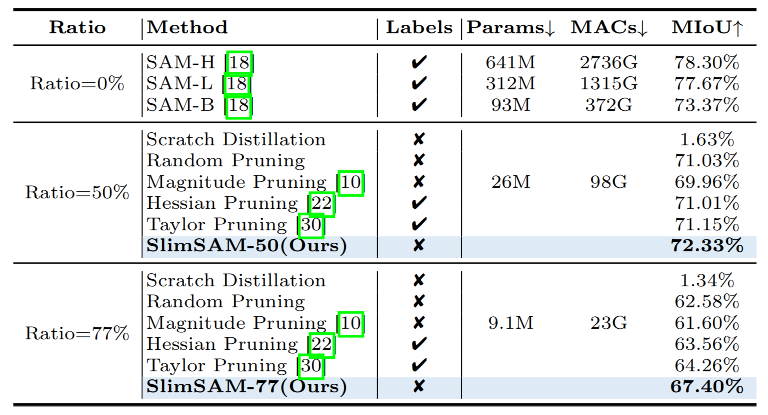 Ratio Method Labels Params↓ MACs↓ MIoU↑
SAM-H [18] ✔ 641M 2736G 78.30%
Ratio=0% SAM-L [18] ✔ 312M 1315G 77.67%
SAM-B [18] ✔ 93M 372G 73.37%
Scratch Distillation ✘ 1.63%
Random Pruning ✘ 71.03%
Ratio=50% Magnitude Pruning [10] ✘ 26M 98G 69.96%
Hessian Pruning [22] ✔ 71.01%
Taylor Pruning [30] ✔ 71.15%
SlimSAM-50(Ours) ✘ 72.33%
Scratch Distillation ✘ 1.34%
Random Pruning ✘ 62.58%
Ratio=77% Magnitude Pruning [10] ✘ 9.1M 23G 61.60%
Hessian Pruning [22] ✔ 63.56%
Taylor Pruning [30] ✔ 64.26%
SlimSAM-77(Ours) ✘ 67.40%